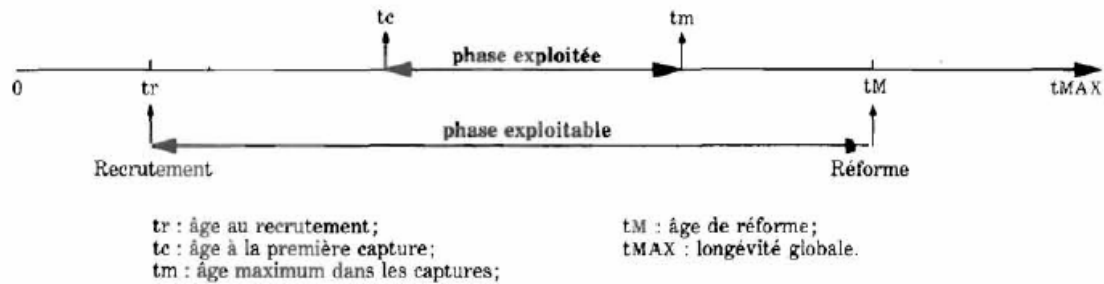 tc tm
phase exploitée
0 tr tM tMAX
phase exploitable
Recrutement Réforme
tr : âge au recrutement; tM : âge de réforme;
tc : âge à la première capture; tMAX : longévité globale.
tm : âge maximum dans les captures;